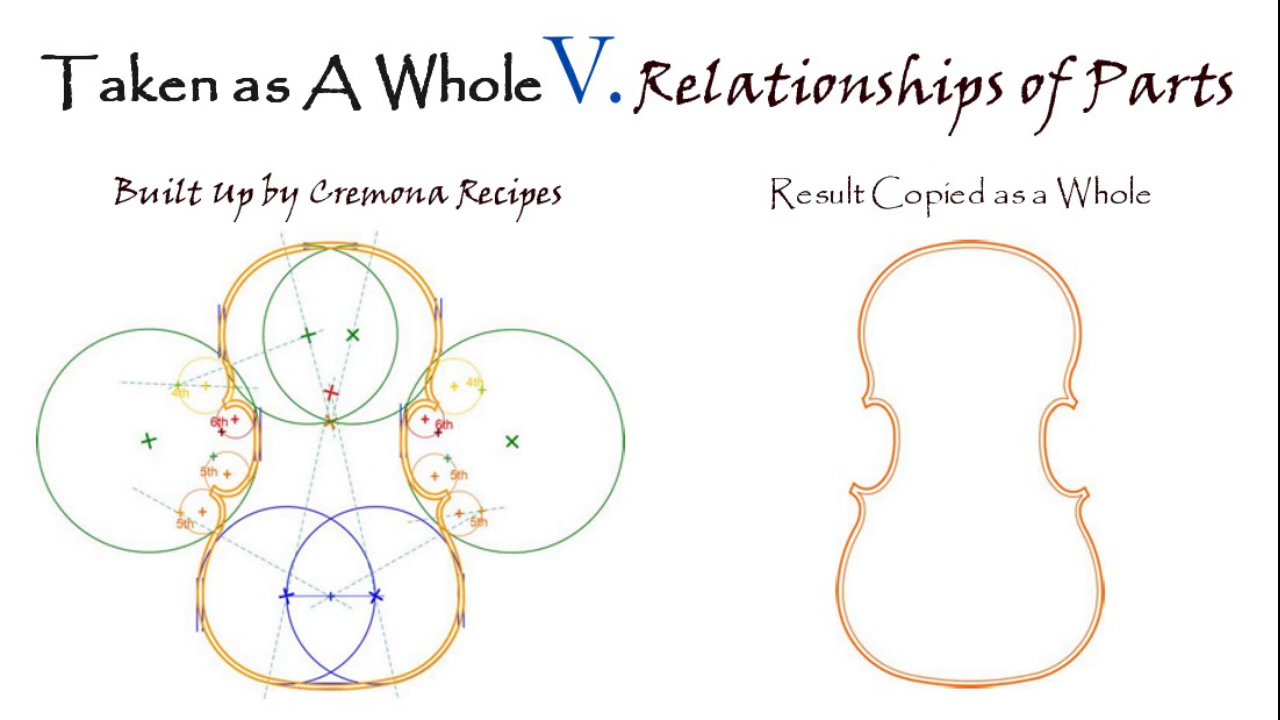 Taken as A Whole V. Relationships of Parts
Built Up by Cremona Recipes
Result Copied as a Whole
4th
4th
6th
6th
5th
5th
5th
5th